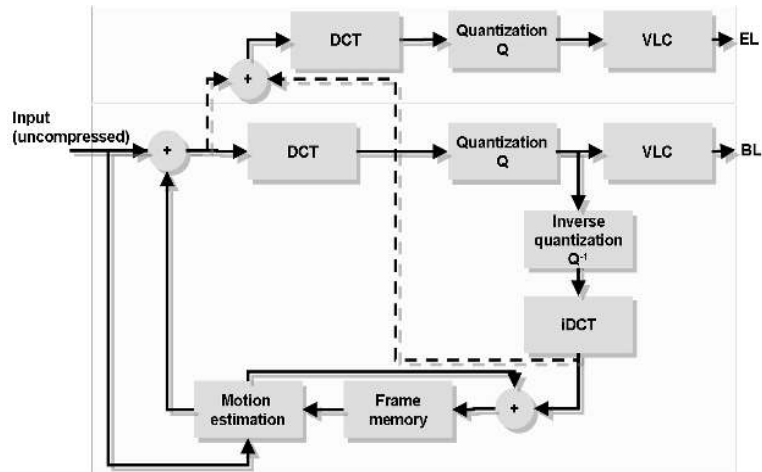 DCT
Quantization
Q
VLC
EL
+
Input
(uncompressed)
+
DCT
Quantization
Q
VLC
BL
Inverse
quantization
Q⁻¹
iDCT
Motion
estimation
Frame
memory
+